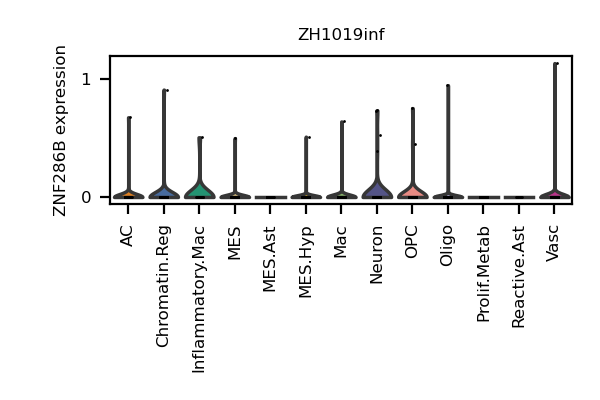 ZH1019inf
ZNF286B expression
1
0
AC
Chromatin.Reg
Inflammatory.Mac
MES
MES.Ast
MES.Hyp
Mac
Neuron
OPC
Oligo
Prolif.Metab
Reactive.Ast
Vasc